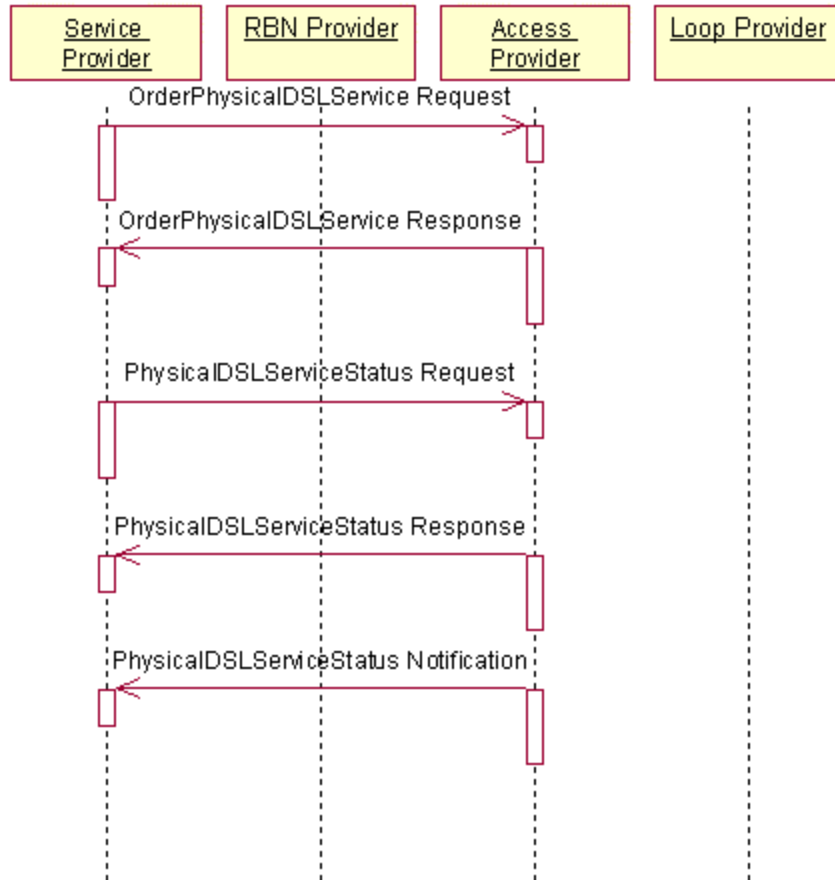 Service
Provider
RBN Provider
Access
Provider
Loop Provider
OrderPhysicalDSLService Request
OrderPhysicalDSLService Response
PhysicalDSLServiceStatus Request
PhysicalDSLServiceStatus Response
PhysicalDSLServiceStatus Notification